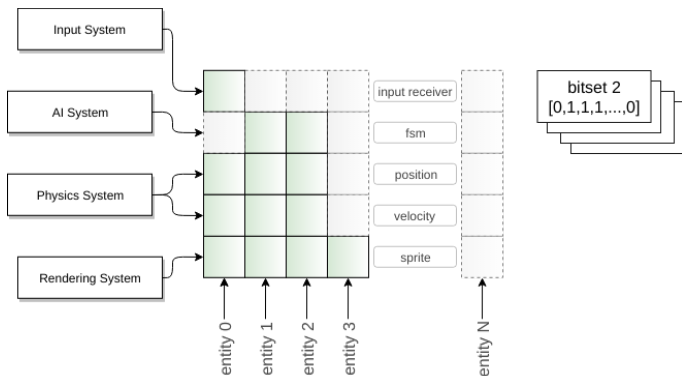 Input System
AI System
Physics System
Rendering System
input receiver
fsm
position
velocity
sprite
entity 0
entity 1
entity 2
entity 3
entity N
bitset 2
[0,1,1,1,...,0]